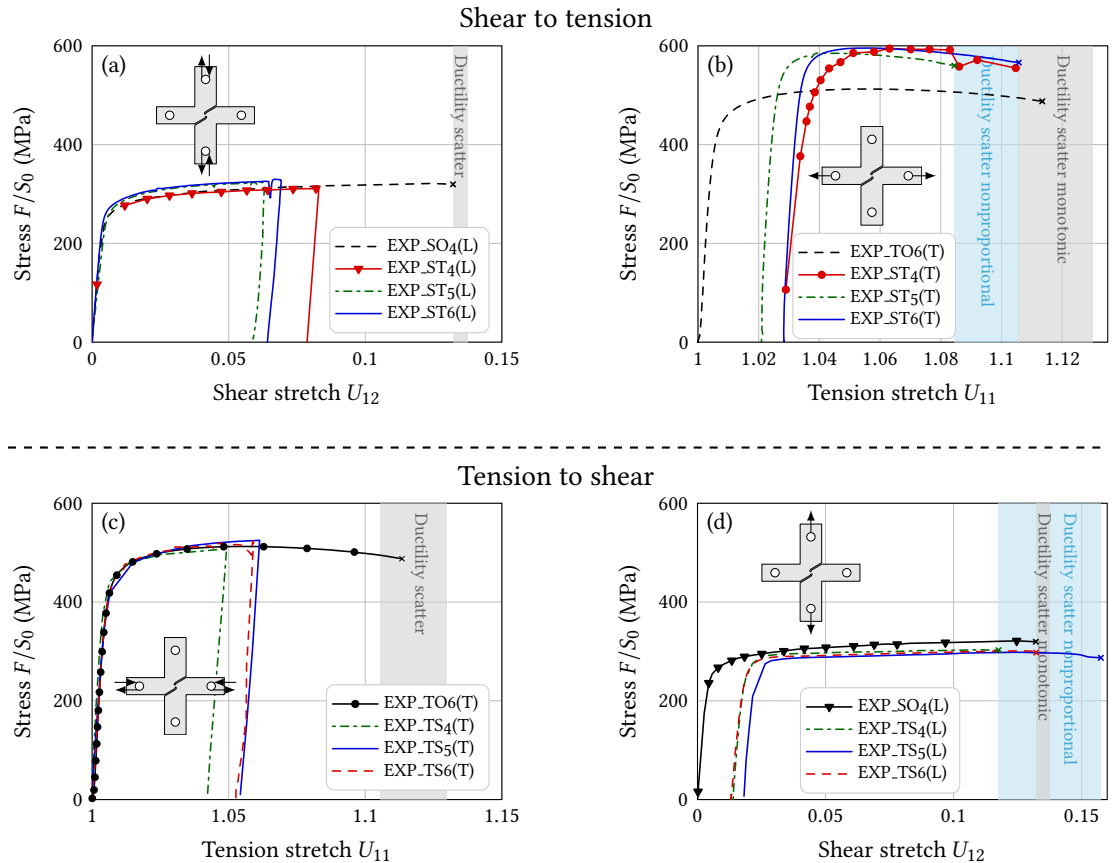 Shear to tension
(a)
600
400
200
0
0
0.05
0.1
0.15
Stress F/S0 (MPa)
Shear stretch U12
Ductility scatter
EXP_SO4(L)
EXP_ST4(L)
EXP_ST5(L)
EXP_ST6(L)
(b)
600
400
200
0
1
1.02
1.04
1.06
1.08
1.1
1.12
Stress F/S0 (MPa)
Tension stretch U11
Ductility scatter nonproportional
Ductility scatter monotonic
EXP_TO6(T)
EXP_ST4(T)
EXP_ST5(T)
EXP_ST6(T)
Tension to shear
(c)
600
400
200
0
1
1.05
1.1
1.15
Stress F/S0 (MPa)
Tension stretch U11
Ductility scatter
EXP_TO6(T)
EXP_TS4(T)
EXP_TS5(T)
EXP_TS6(T)
(d)
600
400
200
0
0
0.05
0.1
0.15
Stress F/S0 (MPa)
Shear stretch U12
Ductility scatter monotonic
Ductility scatter nonproportional
EXP_SO4(L)
EXP_TS4(L)
EXP_TS5(L)
EXP_TS6(L)